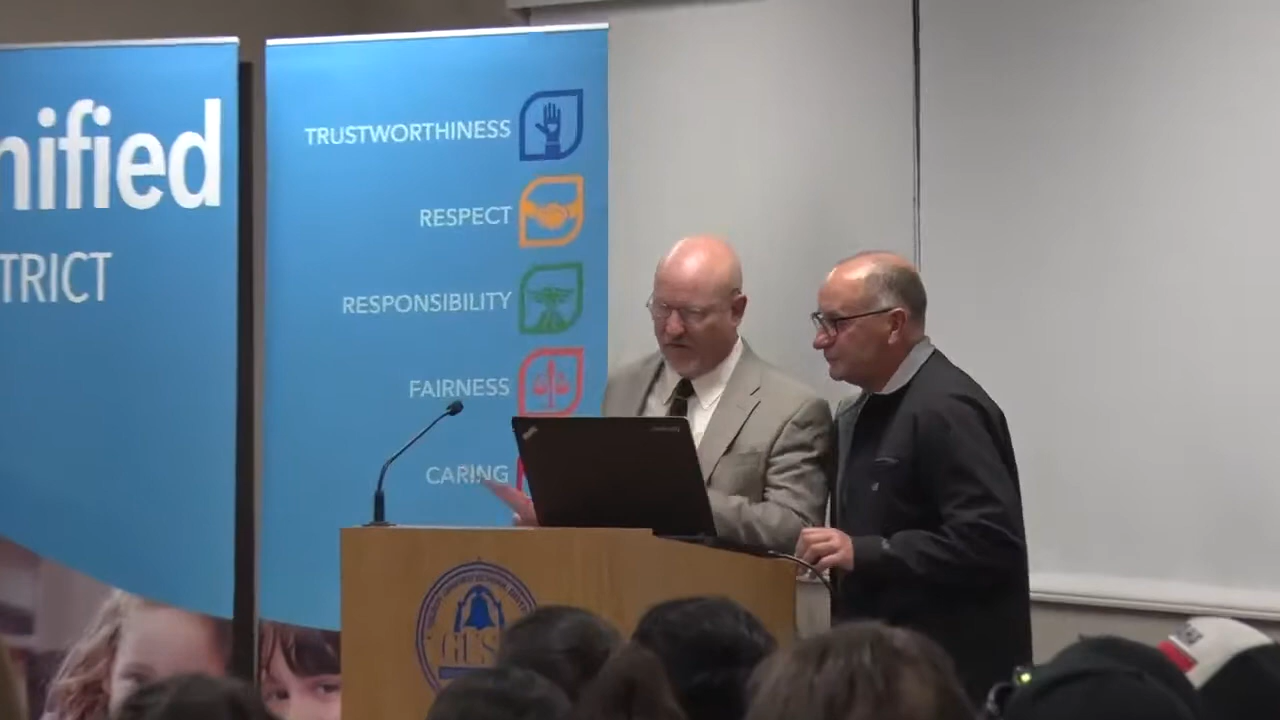 nified
TRICT
TRUSTWORTHINESS
RESPECT
RESPONSIBILITY
FAIRNESS
CARING